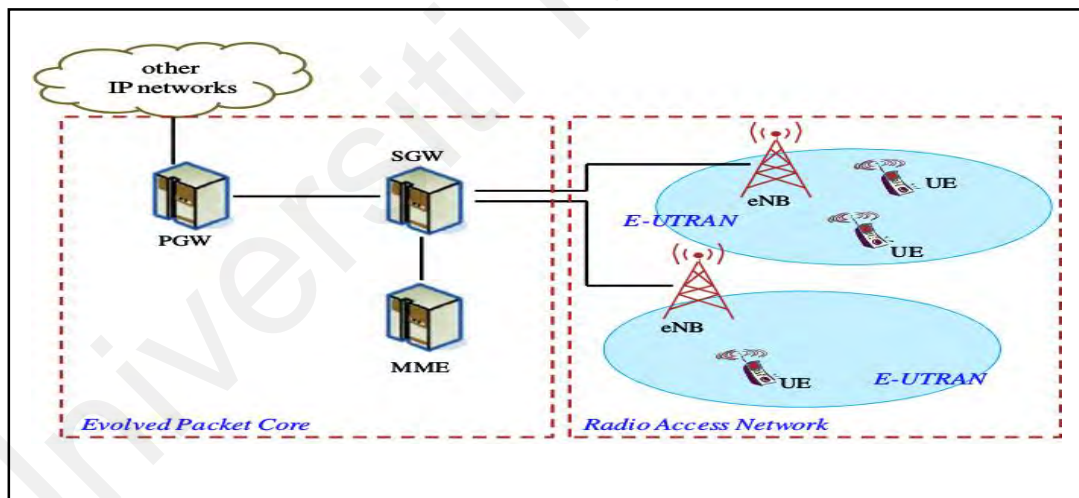 other
IP networks
SGW
PGW
MME
Evolved Packet Core
eNB
UE
UE
E-UTRAN
eNB
UE
E-UTRAN
Radio Access Network
Universiti